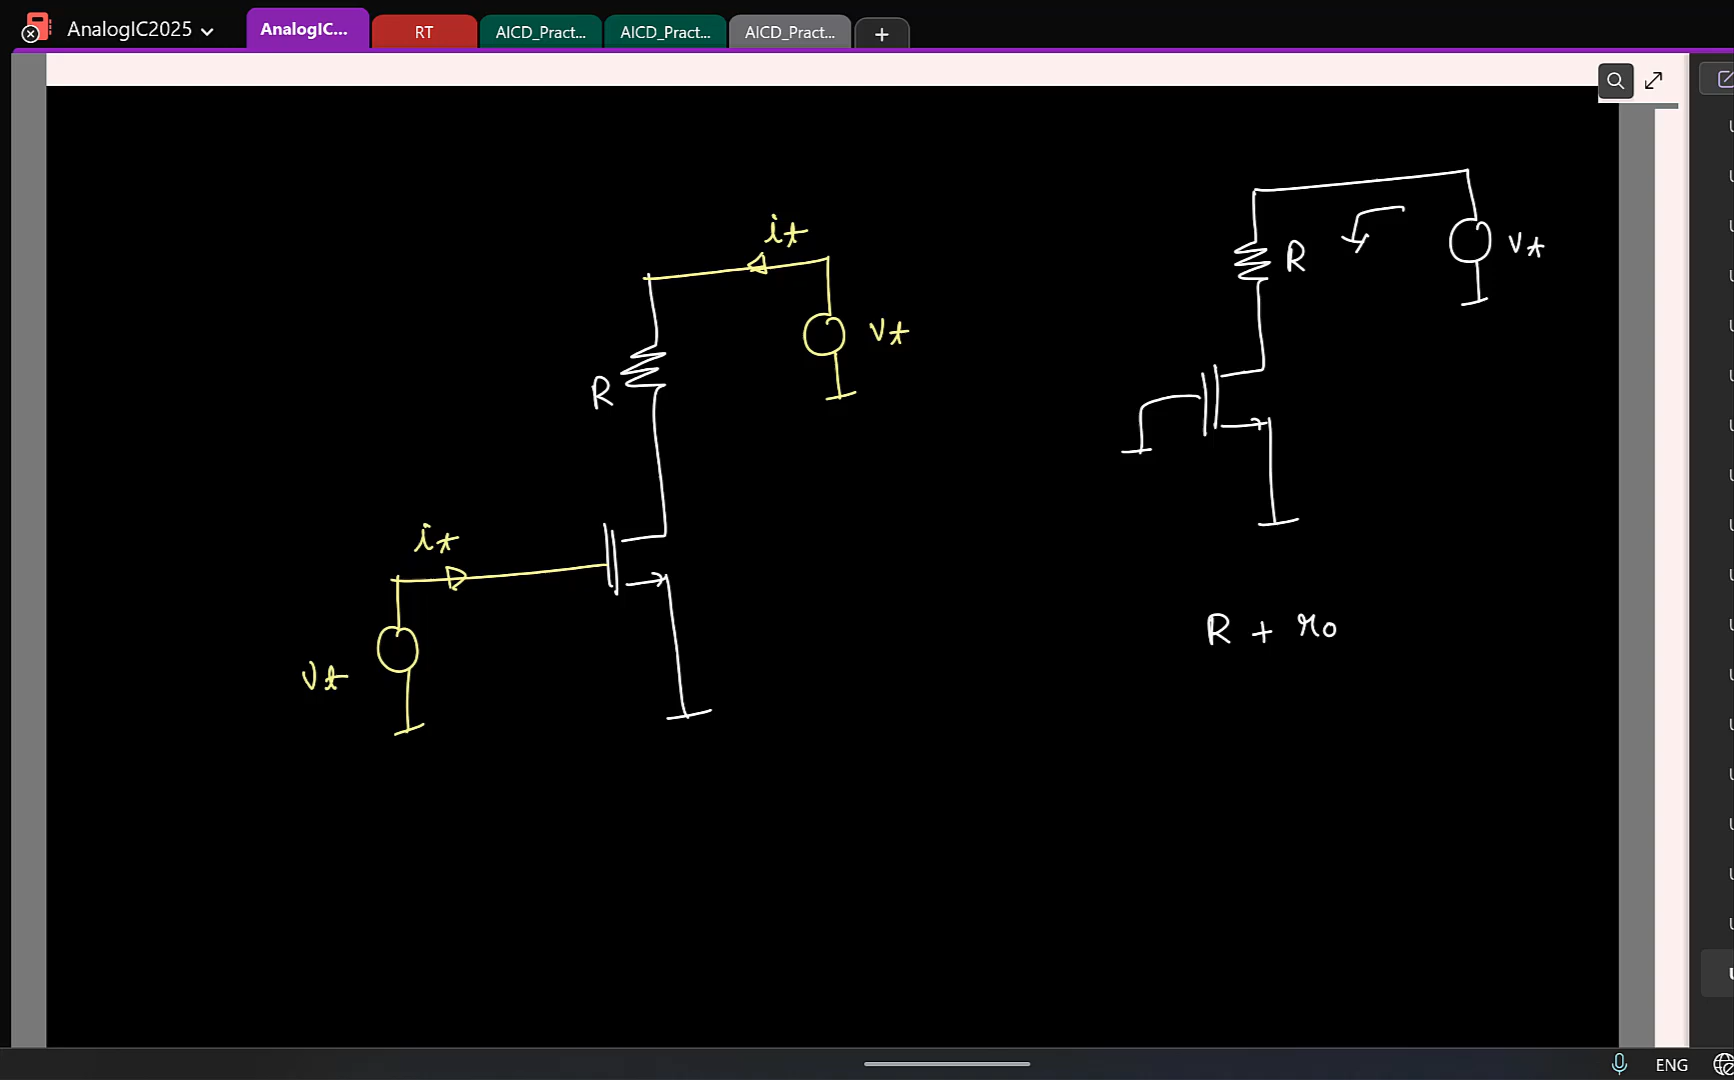 AnalogIC2025
AnalogIC... RT AICD_Pract... AICD_Pract... AICD_Pract... +
it
vt
R
it
vt
R
vt
R + ro
ENG